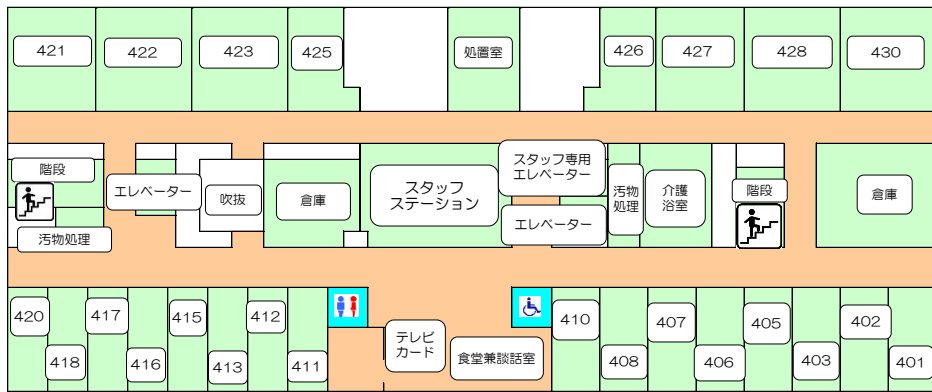 421
422
423
425
処置室
426
427
428
430
階段
エレベーター
吹抜
倉庫
スタッフ
ステーション
スタッフ専用
エレベーター
エレベーター
汚物
処理
介護
浴室
階段
倉庫
汚物処理
420
418
417
416
415
413
412
411
テレビ
カード
食堂兼談話室
410
408
407
406
405
403
402
401